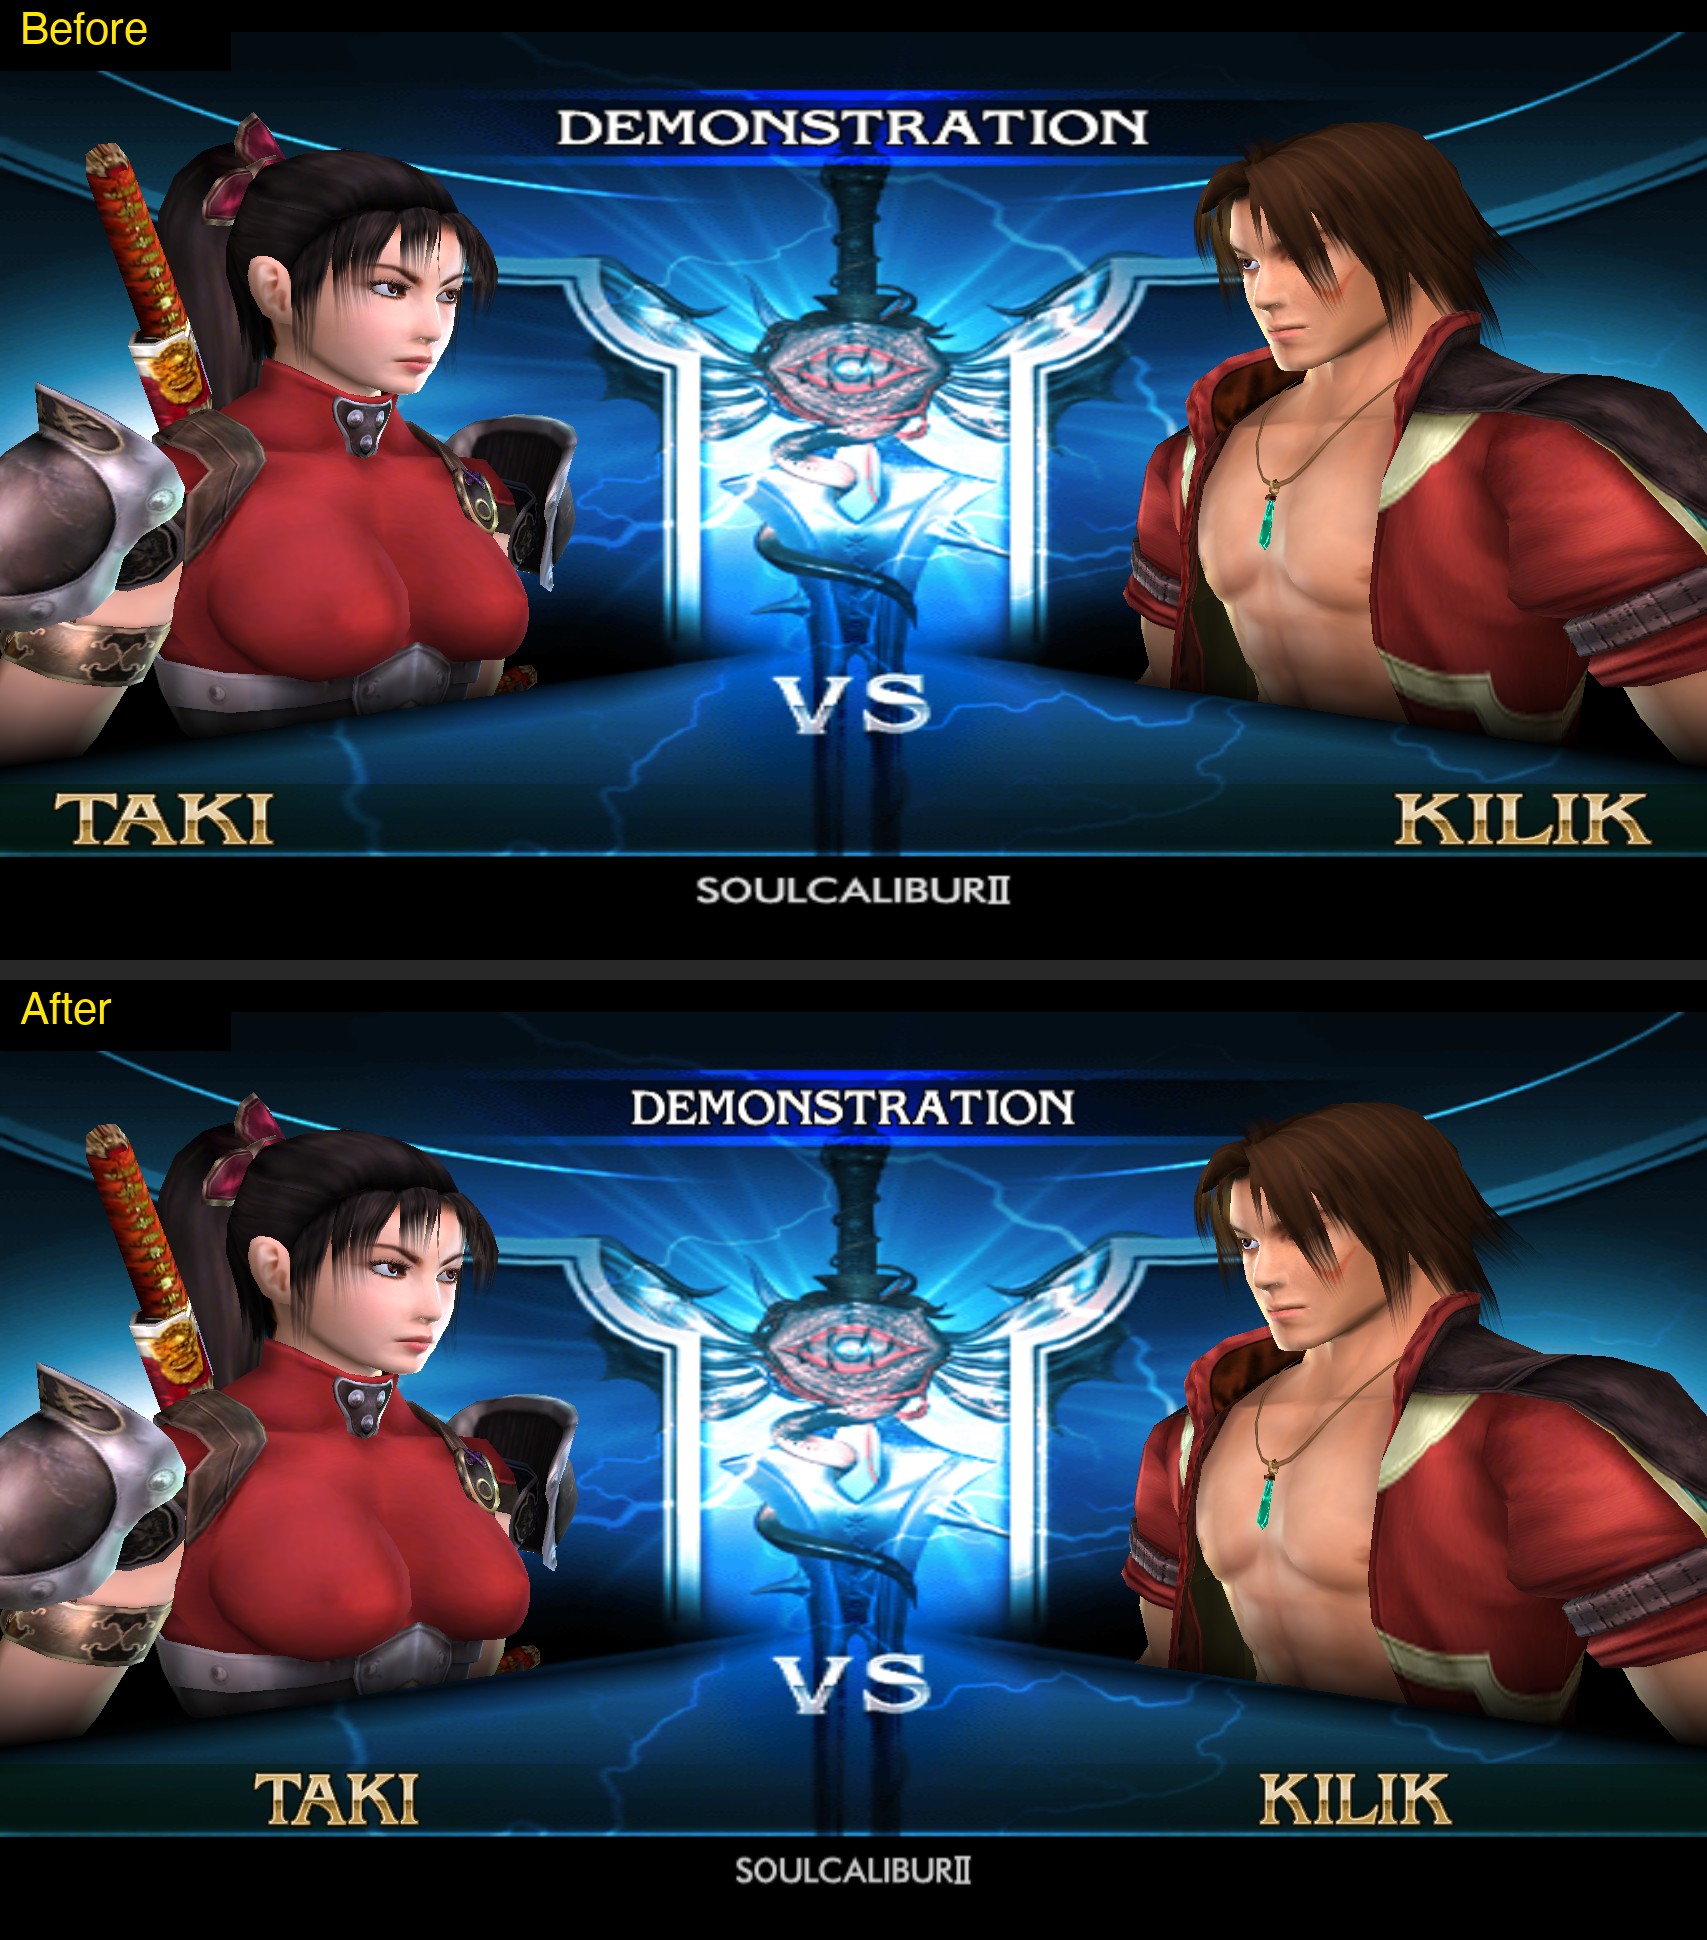 Before
DEMONSTRATION
VS
TAKI KILIK
SOULCALIBURII
After
DEMONSTRATION
VS
TAKI KILIK
SOULCALIBURII